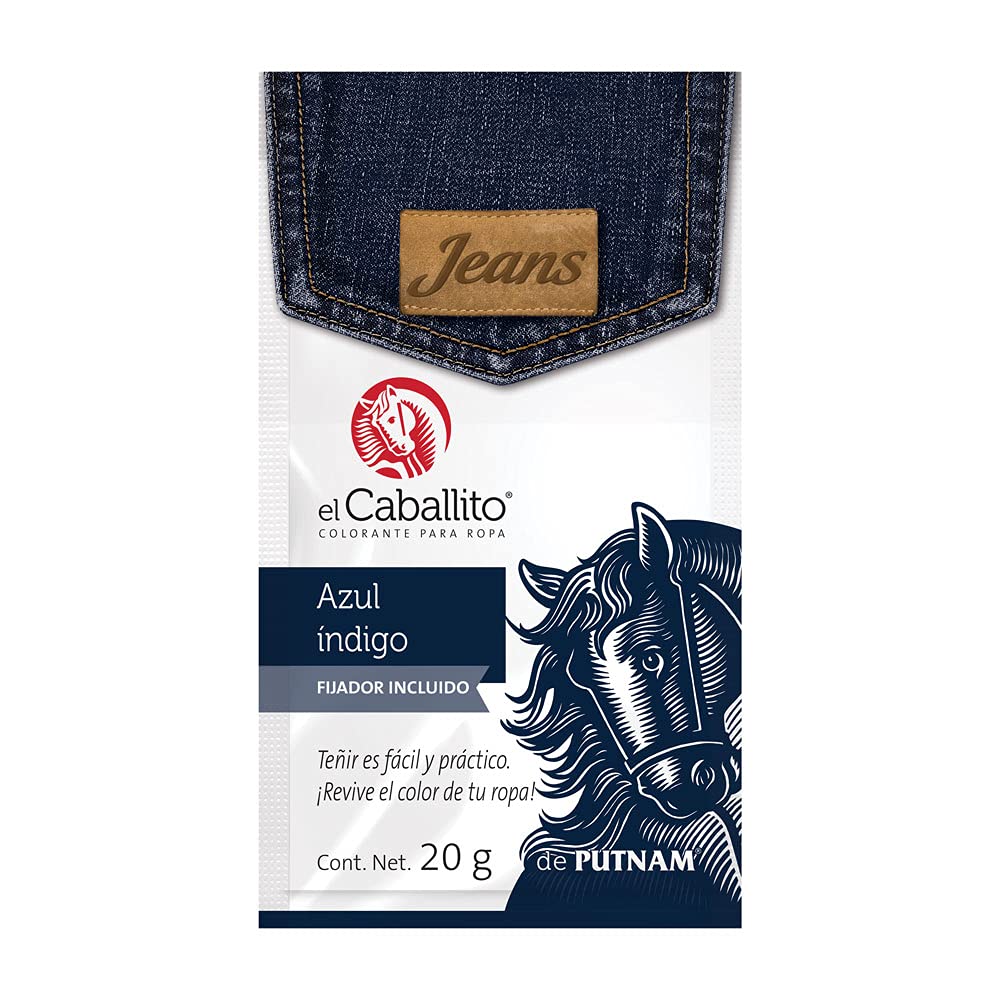 Jeans
el Caballito®
COLORANTE PARA ROPA
Azul
índigo
FIJADOR INCLUIDO
Teñir es fácil y práctico.
¡Revive el color de tu ropa!
Cont. Net. 20 g
de PUTNAM®